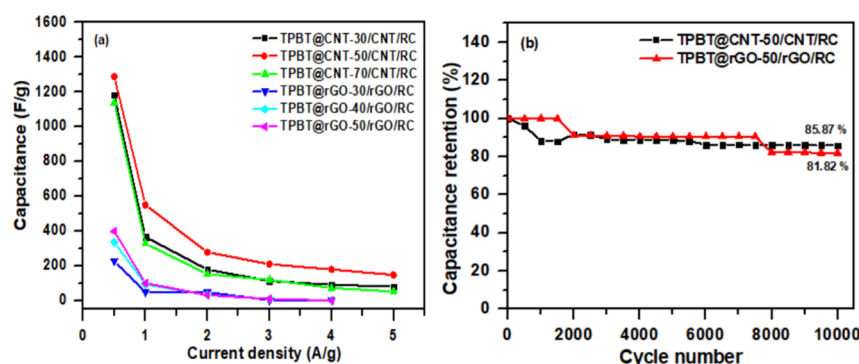 (a)
TPBT@CNT-30/CNT/RC
TPBT@CNT-50/CNT/RC
TPBT@CNT-70/CNT/RC
TPBT@rGO-30/rGO/RC
TPBT@rGO-40/rGO/RC
TPBT@rGO-50/rGO/RC
Capacitance (F/g)
1600
1400
1200
1000
800
600
400
200
0
0
1
2
3
4
5
Current density (A/g)
(b)
TPBT@CNT-50/CNT/RC
TPBT@rGO-50/rGO/RC
Capacitance retention (%)
140
120
100
80
60
40
20
0
85.87 %
81.82 %
0
2000
4000
6000
8000
10000
Cycle number